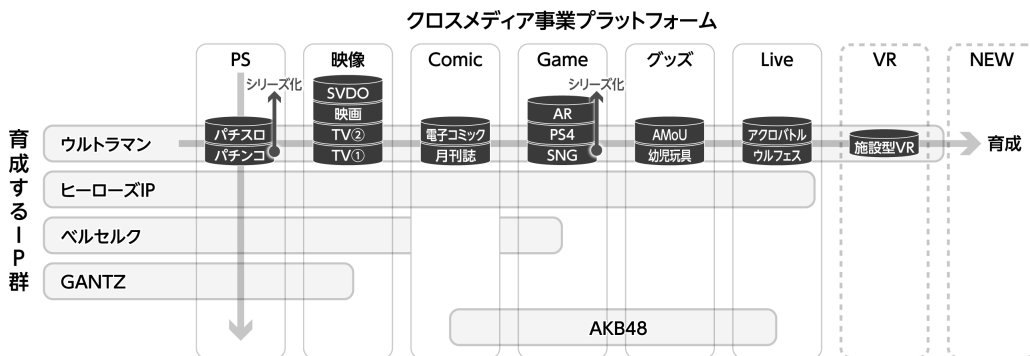 クロスメディア事業プラットフォーム
PS 映像 Comic Game グッズ Live VR NEW
シリーズ化 シリーズ化
SVDO
映画 AR
パチスロ TV② 電子コミック PS4 AMoU アクロバトル
パチンコ TV① 月刊誌 SNG 幼児玩具 ウルフェス 施設型VR
育成するIP群
ウルトラマン
育成
ヒーローズIP
ベルセルク
GANTZ
AKB48